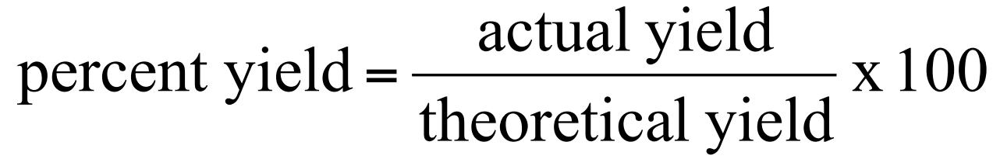 percent yield = actual yield / theoretical yield x 100